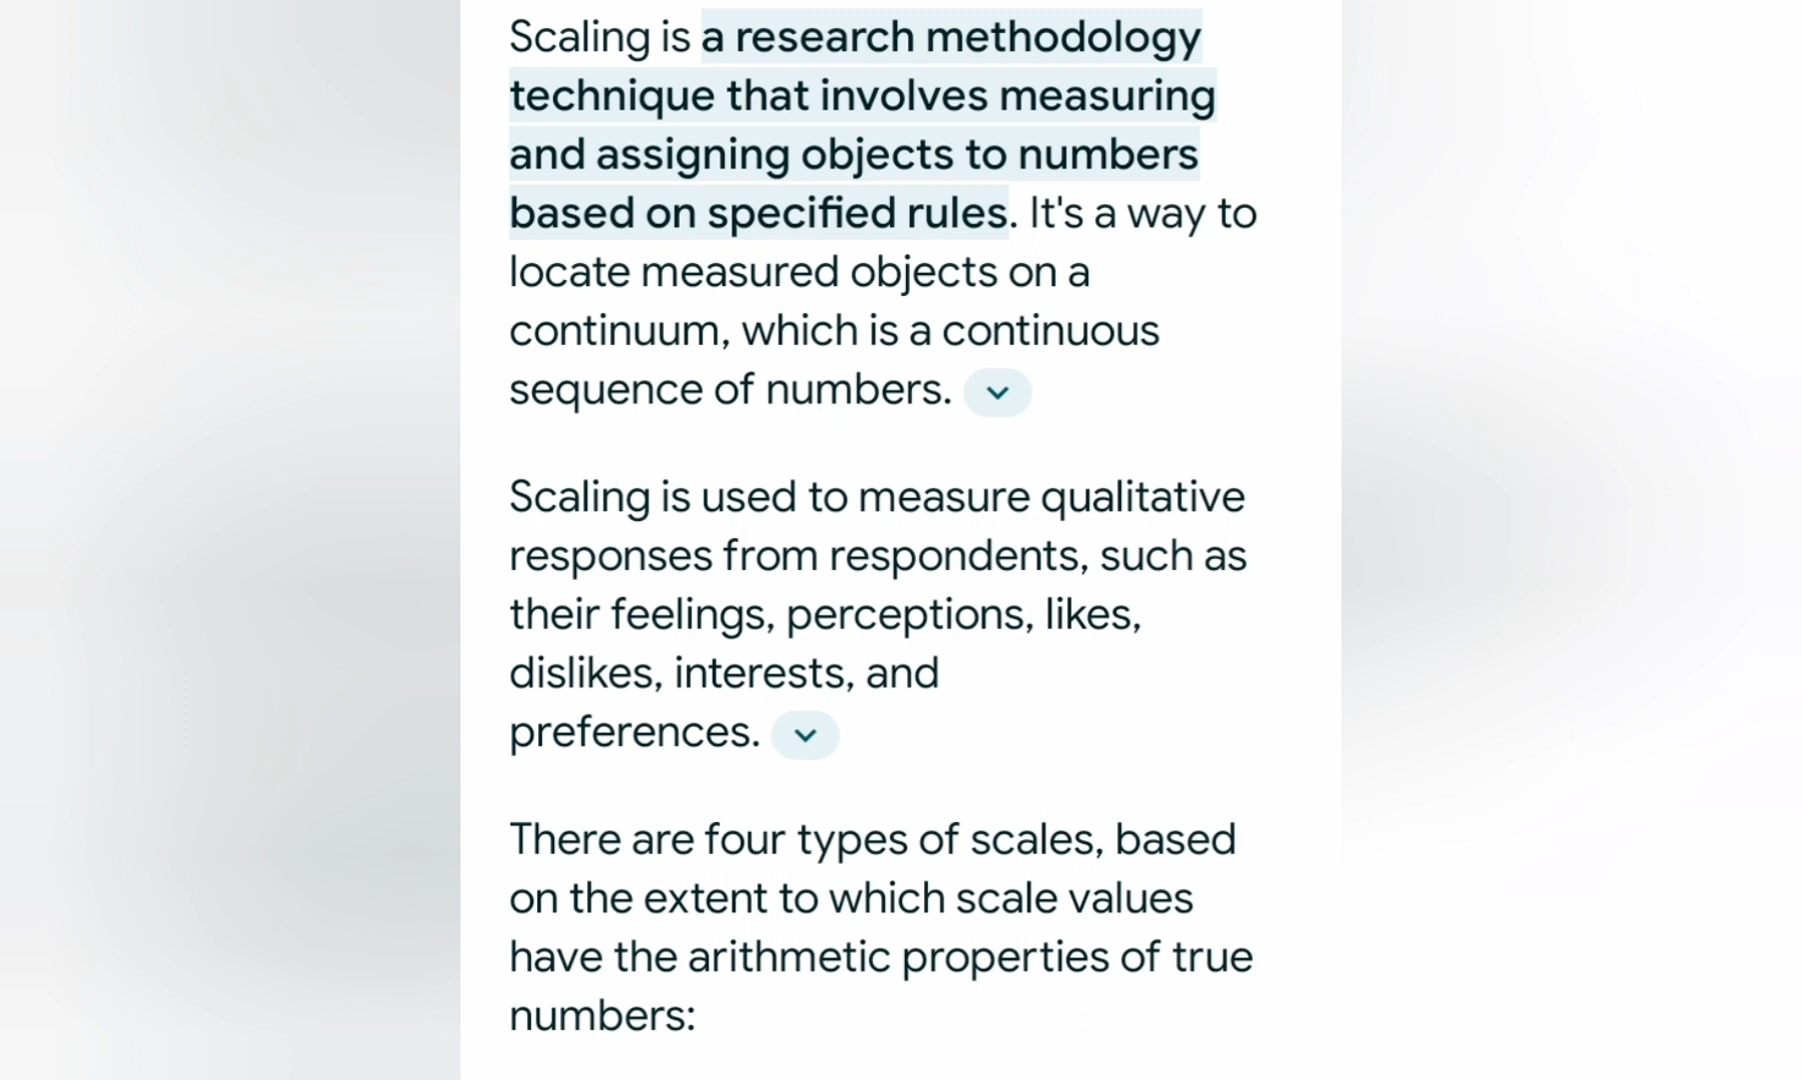 Scaling is a research methodology
technique that involves measuring
and assigning objects to numbers
based on specified rules. It's a way to
locate measured objects on a
continuum, which is a continuous
sequence of numbers.
Scaling is used to measure qualitative
responses from respondents, such as
their feelings, perceptions, likes,
dislikes, interests, and
preferences.
There are four types of scales, based
on the extent to which scale values
have the arithmetic properties of true
numbers: